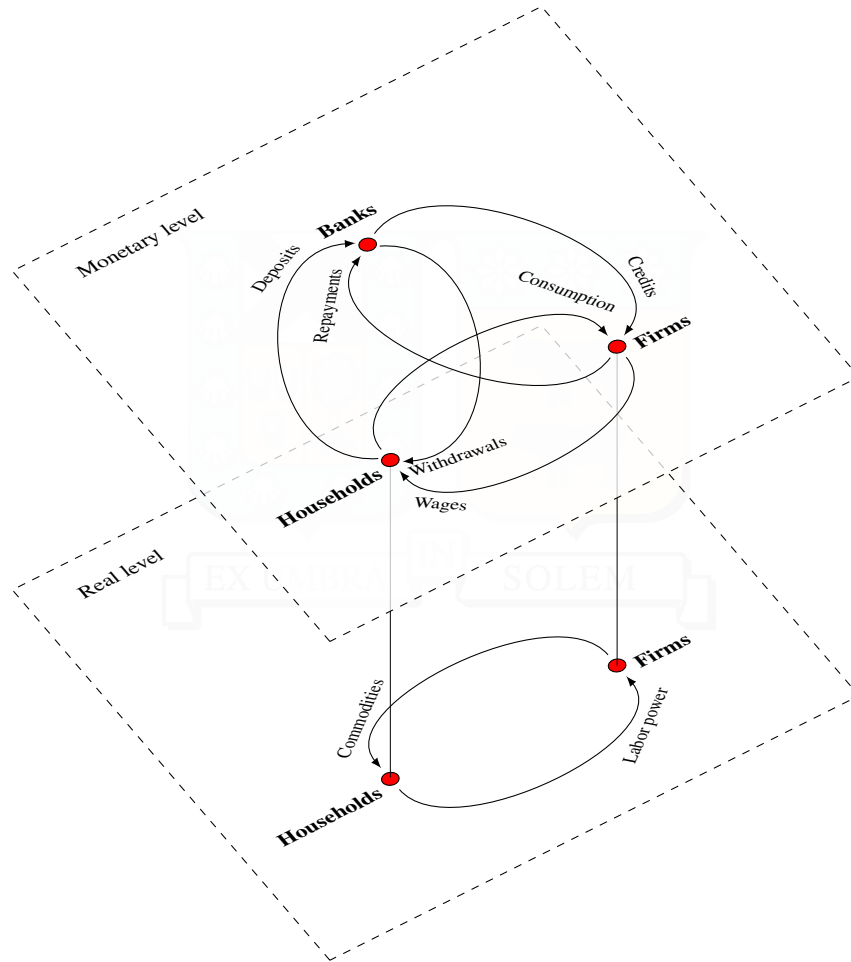 Monetary level
Banks
Deposits
Repayments
Credits
Consumption
Firms
Withdrawals
Households
Wages
Real level
EX UMBRA
IN
SOLEM
Firms
Commodities
Labor power
Households